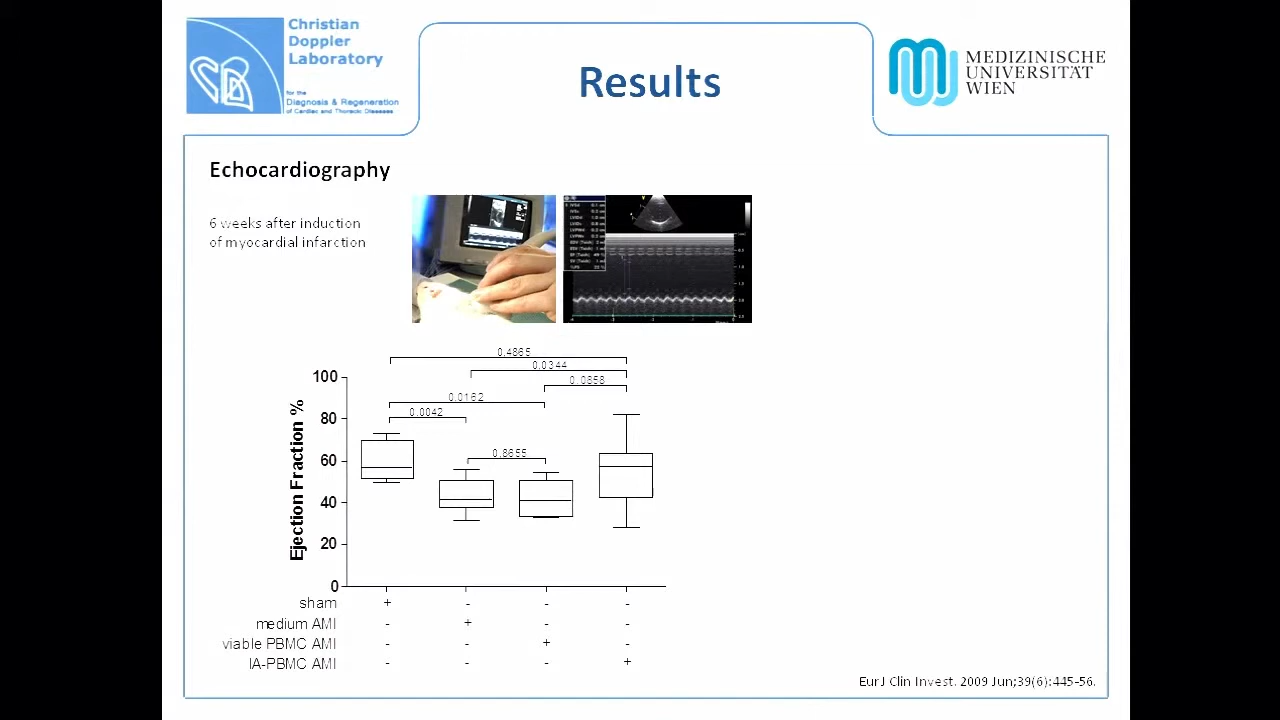 Christian
Doppler
Laboratory
for the
Diagnosis & Regeneration
of Cardiac and Thoracic Diseases
Results
MEDIZINISCHE
UNIVERSITÄT
WIEN
Echocardiography
6 weeks after induction
of myocardial infarction
0.4865
0.0344
0.0858
0.0162
0.0042
0.8655
Ejection Fraction %
100
80
60
40
20
0
sham + - - -
medium AMI - + - -
viable PBMC AMI - - + -
IA-PBMC AMI - - - +
Eur J Clin Invest. 2009 Jun;39(6):445-56.